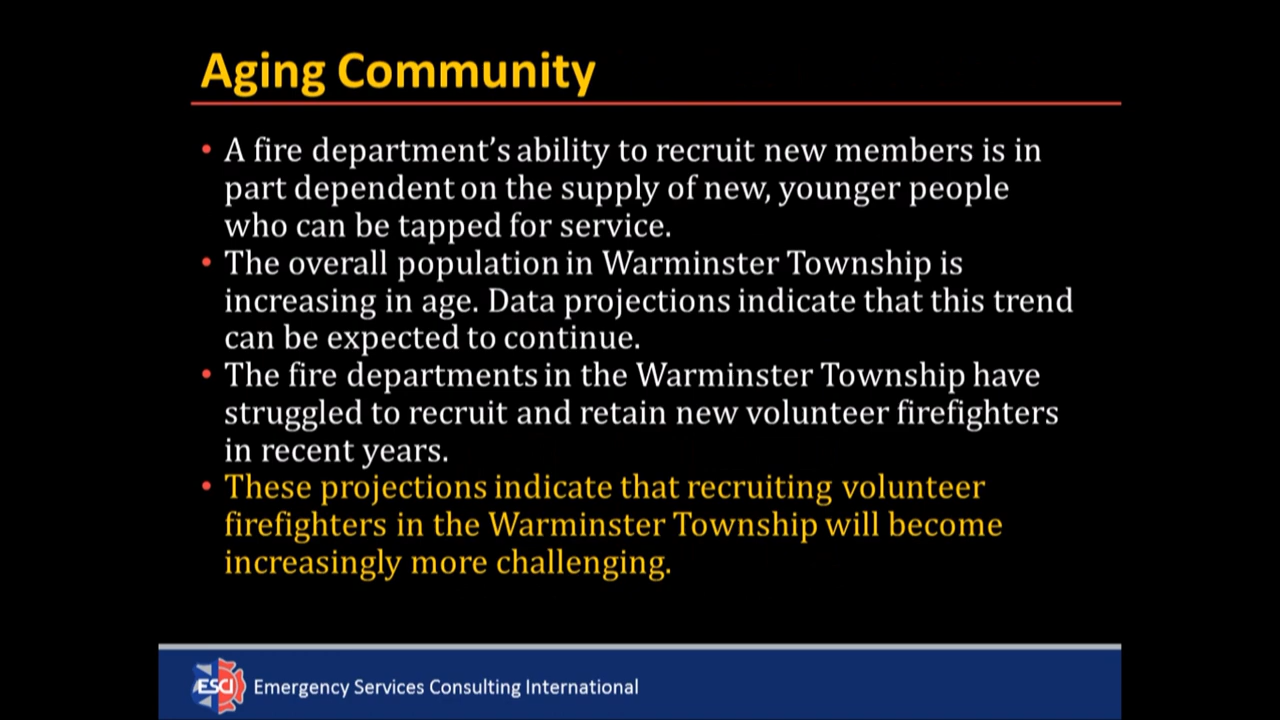 Aging Community
• A fire department’s ability to recruit new members is in
part dependent on the supply of new, younger people
who can be tapped for service.
• The overall population in Warminster Township is
increasing in age. Data projections indicate that this trend
can be expected to continue.
• The fire departments in the Warminster Township have
struggled to recruit and retain new volunteer firefighters
in recent years.
• These projections indicate that recruiting volunteer
firefighters in the Warminster Township will become
increasingly more challenging.
ESCI Emergency Services Consulting International